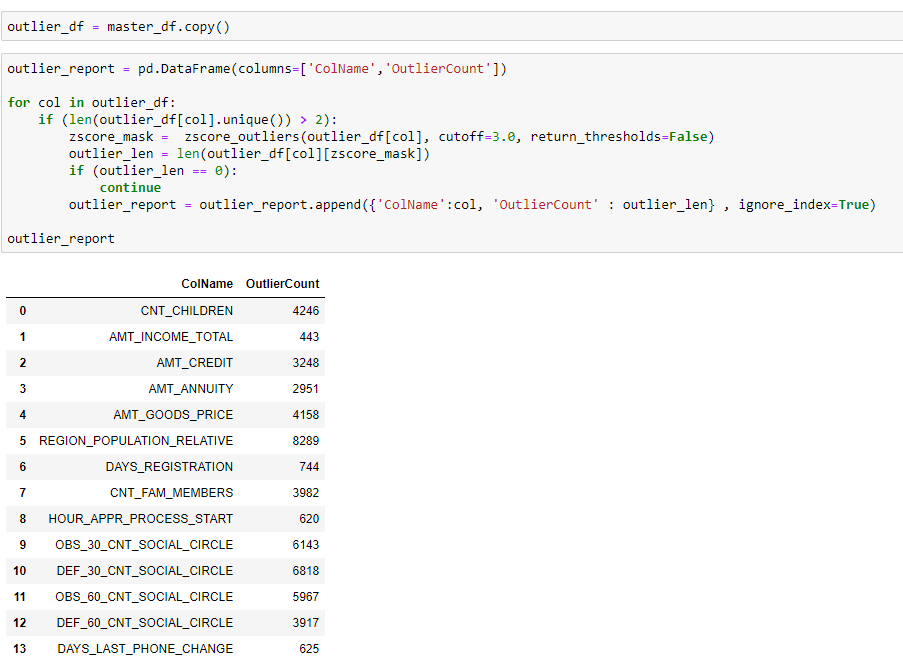 outlier_df = master_df.copy()
outlier_report = pd.DataFrame(columns=['ColName','OutlierCount'])
for col in outlier_df:
    if (len(outlier_df[col].unique()) > 2):
        zscore_mask =  zscore_outliers(outlier_df[col], cutoff=3.0, return_thresholds=False)
        outlier_len = len(outlier_df[col][zscore_mask])
        if (outlier_len == 0):
            continue
        outlier_report = outlier_report.append({'ColName':col, 'OutlierCount' : outlier_len} , ignore_index=True)
outlier_report
ColName OutlierCount
0 CNT_CHILDREN 4246
1 AMT_INCOME_TOTAL 443
2 AMT_CREDIT 3248
3 AMT_ANNUITY 2951
4 AMT_GOODS_PRICE 4158
5 REGION_POPULATION_RELATIVE 8289
6 DAYS_REGISTRATION 744
7 CNT_FAM_MEMBERS 3982
8 HOUR_APPR_PROCESS_START 620
9 OBS_30_CNT_SOCIAL_CIRCLE 6143
10 DEF_30_CNT_SOCIAL_CIRCLE 6818
11 OBS_60_CNT_SOCIAL_CIRCLE 5967
12 DEF_60_CNT_SOCIAL_CIRCLE 3917
13 DAYS_LAST_PHONE_CHANGE 625